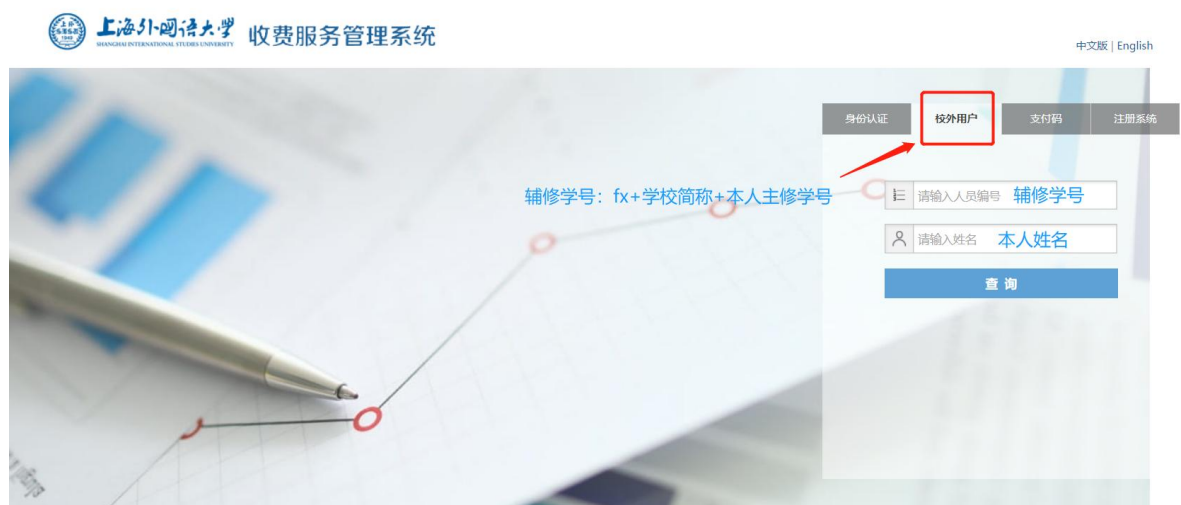 上海外国语大学 收费服务管理系统
SHANGHAI INTERNATIONAL STUDIES UNIVERSITY
中文版 | English
身份认证 校外用户 支付码 注册系统
辅修学号：fx+学校简称+本人主修学号
请输入人员编号 辅修学号
请输入姓名 本人姓名
查询